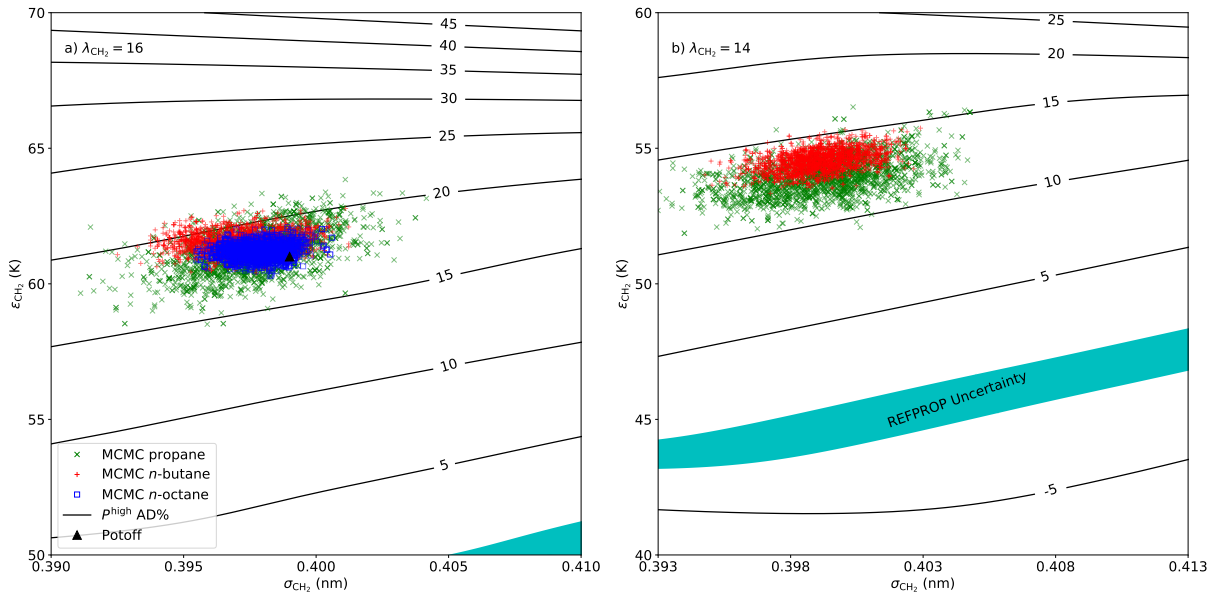 a) λCH₂ = 16
70
65
60
55
50
εCH₂ (K)
45
40
35
30
25
20
15
10
5
MCMC propane
MCMC n-butane
MCMC n-octane
Pʰⁱᵍʰ AD%
Potoff
0.390
0.395
0.400
0.405
0.410
σCH₂ (nm)
b) λCH₂ = 14
60
55
50
45
40
εCH₂ (K)
25
20
15
10
5
REFPROP Uncertainty
-5
0.393
0.398
0.403
0.408
0.413
σCH₂ (nm)